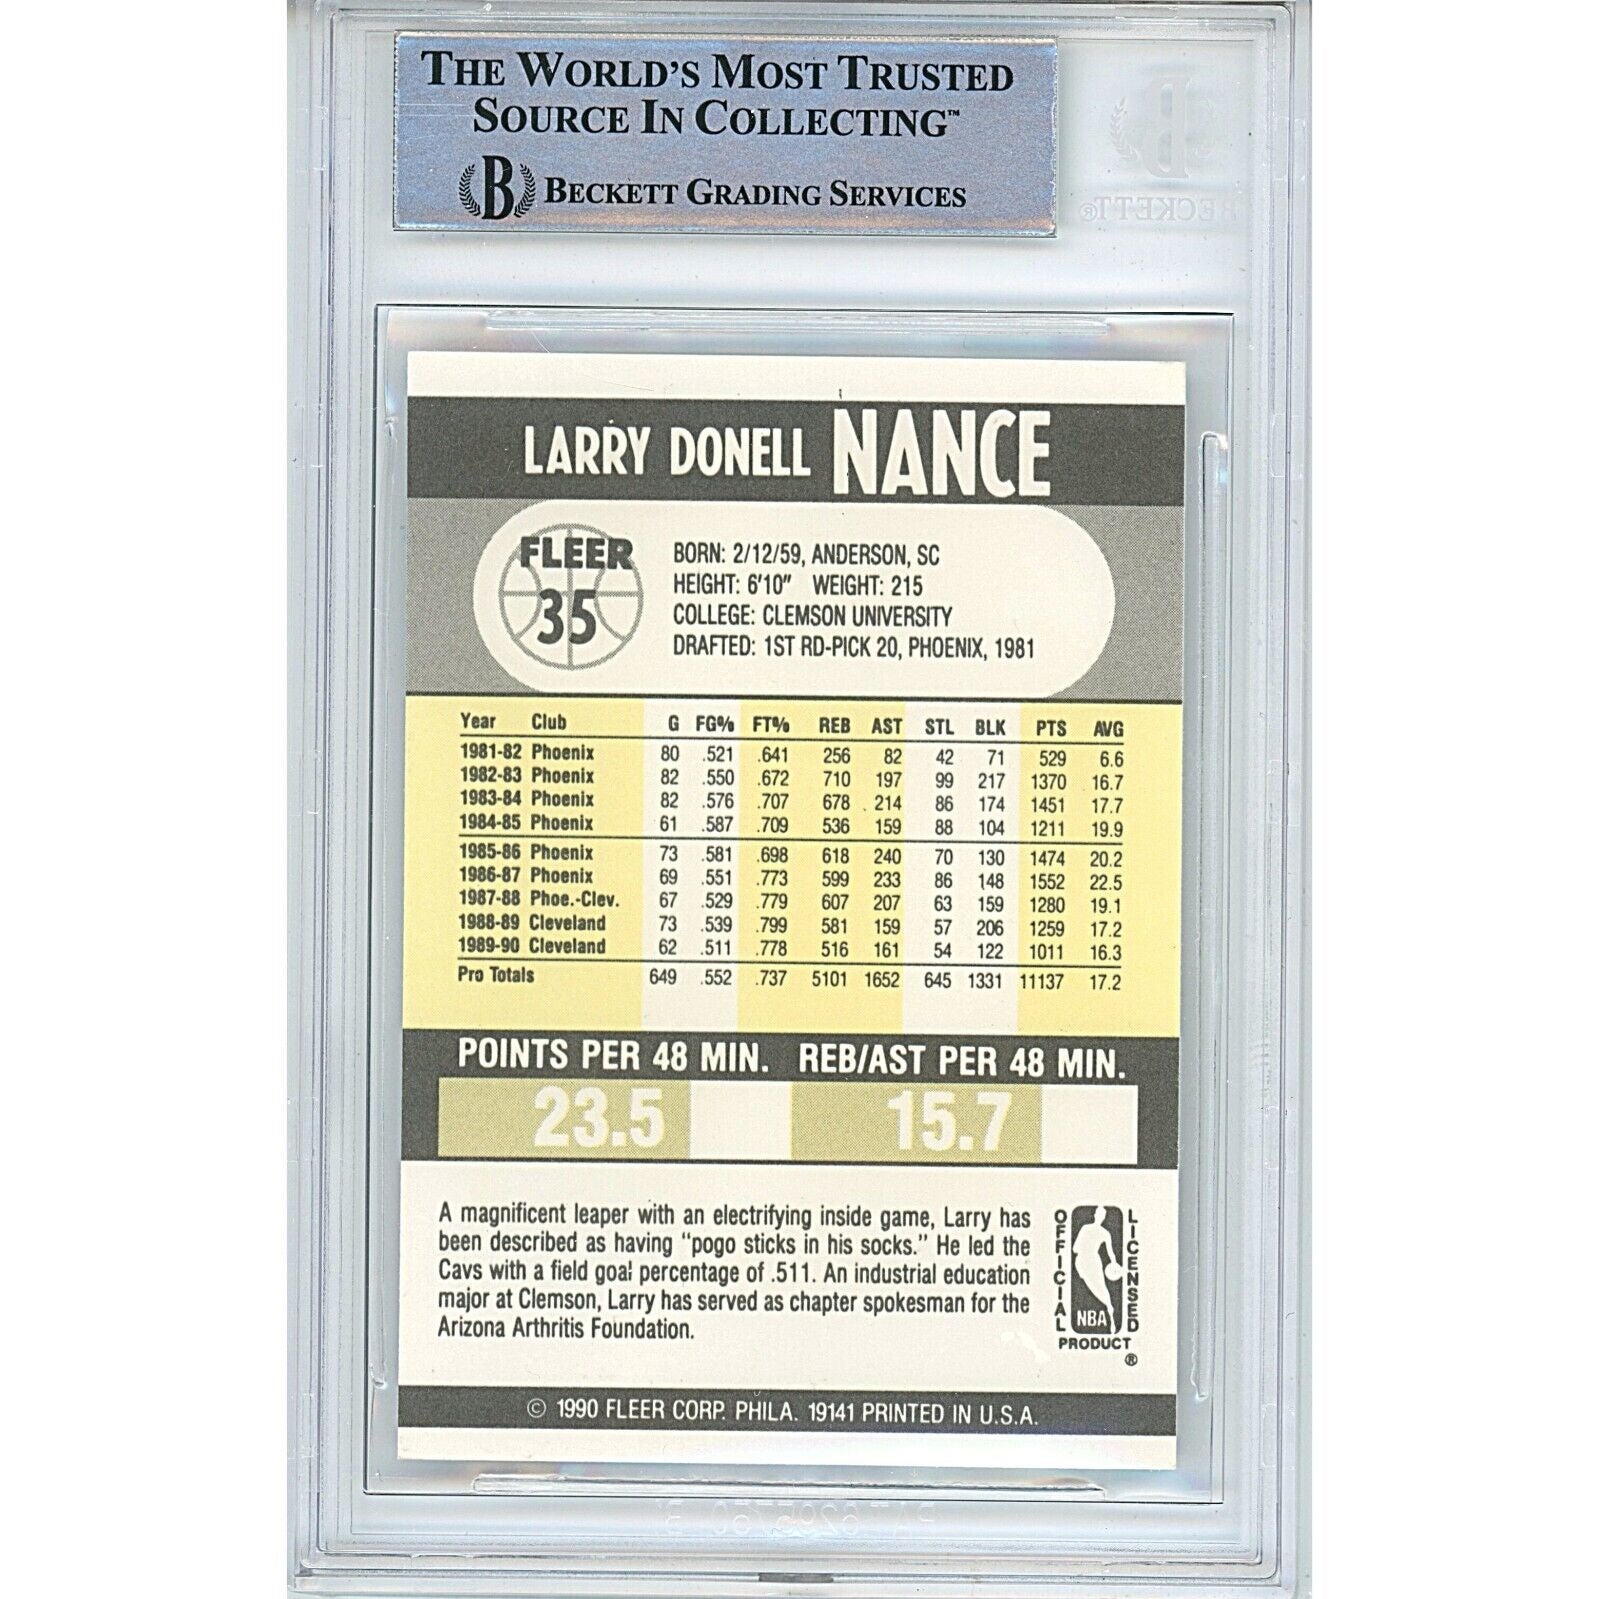 THE WORLD'S MOST TRUSTED
SOURCE IN COLLECTING™
B BECKETT GRADING SERVICES
B
BECKETT®
LARRY DONELL NANCE
FLEER
35
BORN: 2/12/59, ANDERSON, SC
HEIGHT: 6'10" WEIGHT: 215
COLLEGE: CLEMSON UNIVERSITY
DRAFTED: 1ST RD-PICK 20, PHOENIX, 1981
Year Club G FG% FT% REB AST STL BLK PTS AVG
1981-82 Phoenix 80 .521 .641 256 82 42 71 529 6.6
1982-83 Phoenix 82 .550 .672 710 197 99 217 1370 16.7
1983-84 Phoenix 82 .576 .707 678 214 86 174 1451 17.7
1984-85 Phoenix 61 .587 .709 536 159 88 104 1211 19.9
1985-86 Phoenix 73 .581 .698 618 240 70 130 1474 20.2
1986-87 Phoenix 69 .551 .773 599 233 86 148 1552 22.5
1987-88 Phoe.-Clev. 67 .529 .779 607 207 63 159 1280 19.1
1988-89 Cleveland 73 .539 .799 581 159 57 206 1259 17.2
1989-90 Cleveland 62 .511 .778 516 161 54 122 1011 16.3
Pro Totals 649 .552 .737 5101 1652 645 1331 11137 17.2
POINTS PER 48 MIN. REB/AST PER 48 MIN.
23.5 15.7
A magnificent leaper with an electrifying inside game, Larry has
been described as having "pogo sticks in his socks." He led the
Cavs with a field goal percentage of .511. An industrial education
major at Clemson, Larry has served as chapter spokesman for the
Arizona Arthritis Foundation.
OFFICIAL
LICENSED
NBA
PRODUCT
®
© 1990 FLEER CORP. PHILA. 19141 PRINTED IN U.S.A.